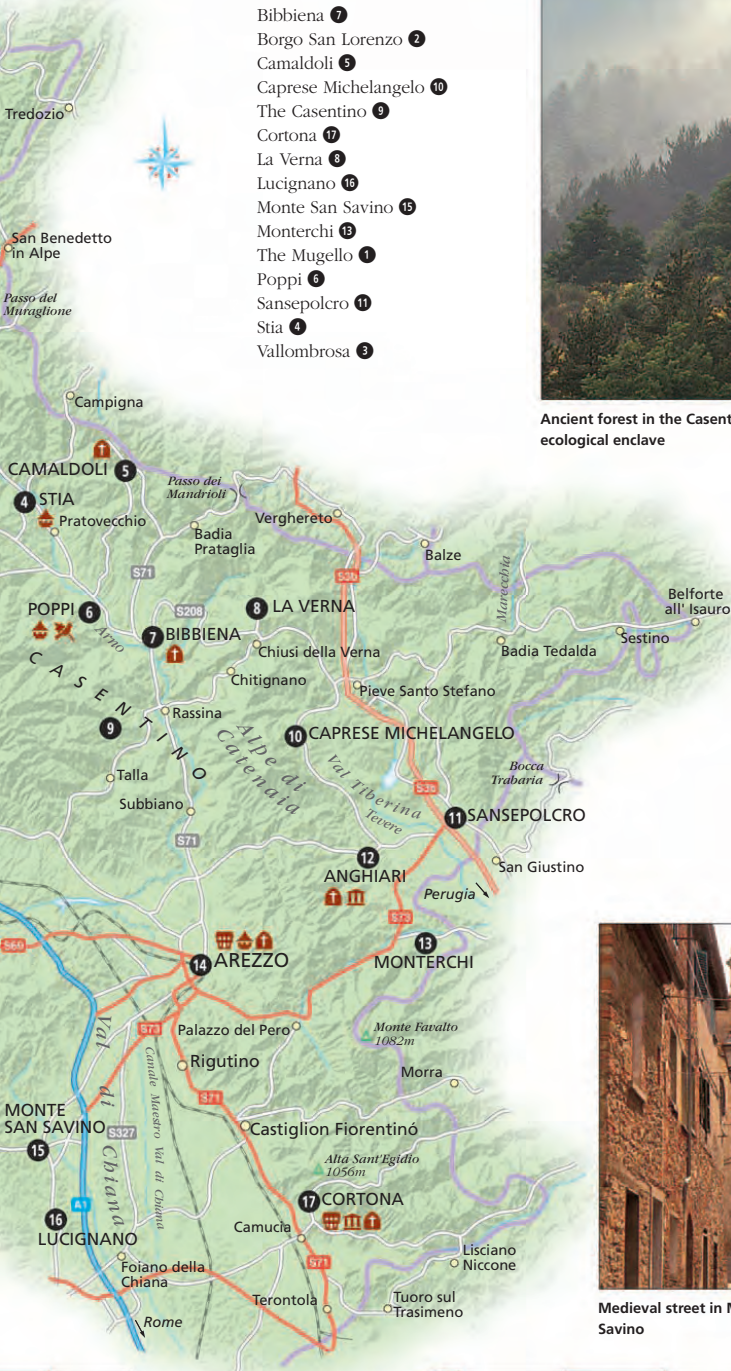 Bibbiena 7
Borgo San Lorenzo 2
Camaldoli 5
Caprese Michelangelo 10
The Casentino 9
Cortona 17
La Verna 8
Lucignano 16
Monte San Savino 15
Monterchi 13
The Mugello 1
Poppi 6
Sansepolcro 11
Stia 4
Vallombrosa 3
Tredozio
San Benedetto
in Alpe
Passo del
Muraglione
Campigna
Ancient forest in the
ecological enclave
CAMALDOLI 5
Passo dei
Mandrioli
4 STIA
Pratovecchio
Verghereto
Badia
Prataglia
Balze
Marecchia
S71
S3b
Belforte
all' Isauro
POPPI 6
S208
8 LA VERNA
Arno
7 BIBBIENA
Chiusi della Verna
Badia Tedalda
Sestino
CASENTINO
Chitignano
Pieve Santo Stefano
Rassina
9
10 CAPRESE MICHELANGELO
Alpe di
Catenaia
Talla
Val Tiberina
Tevere
Bocca
Trabaria
Subbiano
S3b
11 SANSEPOLCRO
S71
12
ANGHIARI
San Giustino
Perugia
S73
S69
13
MONTERCHI
14 AREZZO
Val di Chiana
S73
Canale Maestro Val di Chiana
Palazzo del Pero
Monte Favalto
1082m
Rigutino
Morra
S71
MONTE
SAN SAVINO
15
S327
Castiglion Fiorentinó
Alta Sant'Egidio
1056m
A1
17 CORTONA
16
LUCIGNANO
Camucia
Foiano della
Chiana
S71
Lisciano
Niccone
Terontola
Tuoro sul
Trasimeno
Rome
Medieval street in
Savino